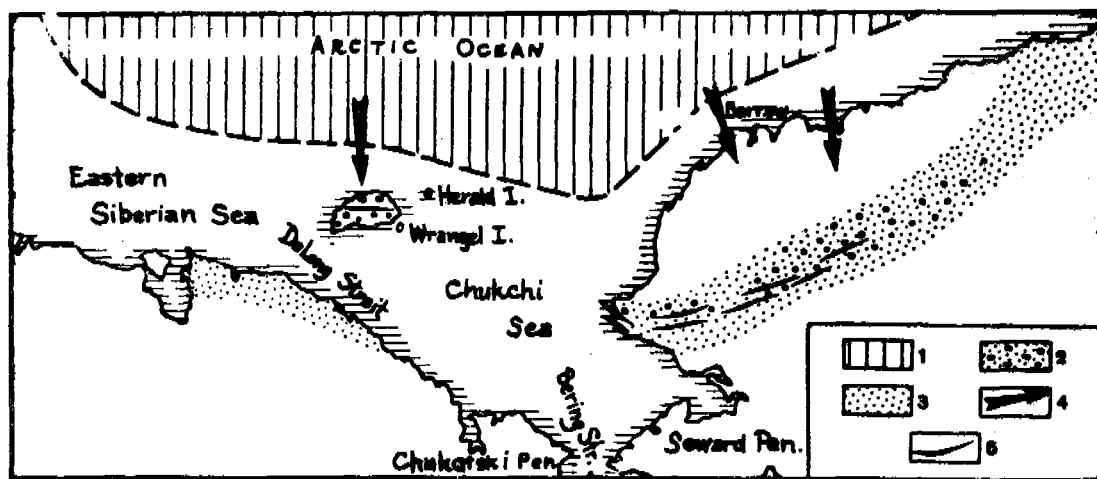 ARCTIC OCEAN
Barrow
Eastern
Siberian Sea
Herald I.
Wrangel I.
DeLong Strait
Chukchi
Sea
Bering Str.
Chukotski Pen.
Seward Pen.
1
2
3
4
5